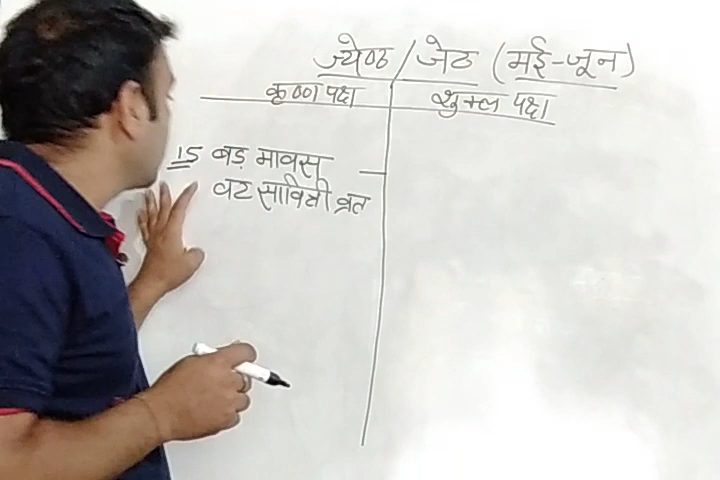 ज्येष्ठ / जेठ (मई-जून)
कृष्ण पक्ष शुक्ल पक्ष
15 बड़ मावस
वट सावित्री व्रत